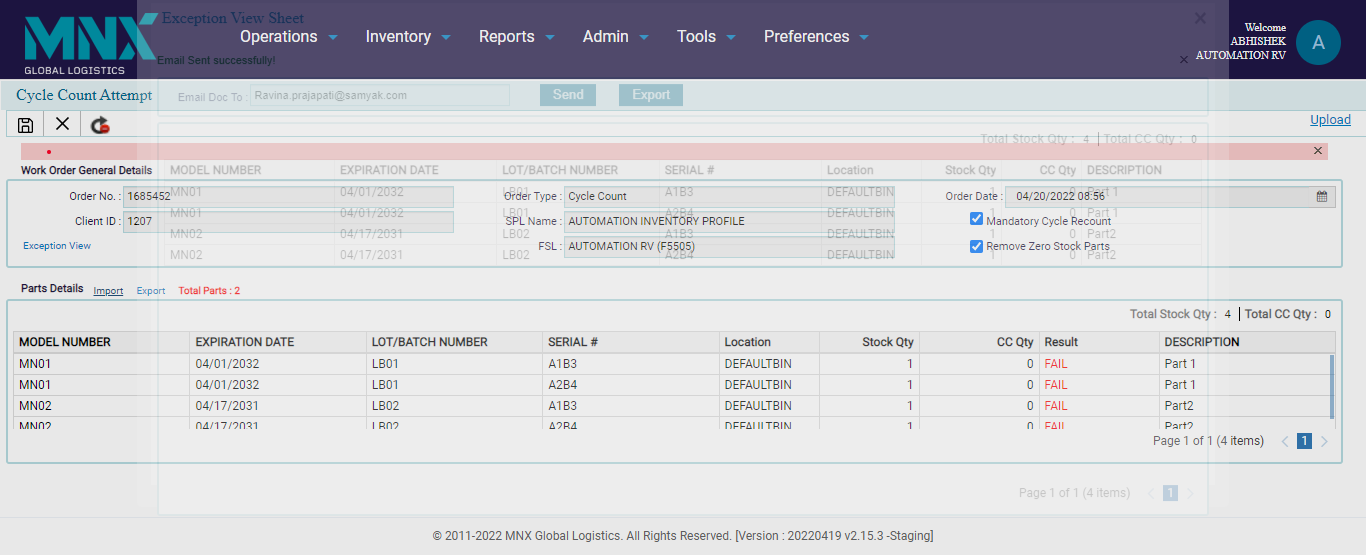 Exception View Sheet
MNX
GLOBAL LOGISTICS
Operations Inventory Reports Admin Tools Preferences
Welcome
ABHISHEK
AUTOMATION RV
A
Email Sent successfully!
Cycle Count Attempt
Email Doc To : Ravina.prajapati@samyak.com Send Export
Upload
Total Stock Qty : 4 Total CC Qty : 0
MODEL NUMBER EXPIRATION DATE LOT/BATCH NUMBER SERIAL # Location Stock Qty CC Qty DESCRIPTION
MN01 04/01/2032 LB01 A1B3 DEFAULTBIN 1 0 Part 1
MN01 04/01/2032 LB01 A2B4 DEFAULTBIN 1 0 Part 1
MN02 04/17/2031 LB02 A1B3 DEFAULTBIN 1 0 Part2
MN02 04/17/2031 LB02 A2B4 DEFAULTBIN 1 0 Part2
Work Order General Details
Order No. : 1685452 Order Type : Cycle Count Order Date : 04/20/2022 08:56
Client ID : 1207 SPL Name : AUTOMATION INVENTORY PROFILE Mandatory Cycle Recount
Exception View FSL : AUTOMATION RV (F5505) Remove Zero Stock Parts
Parts Details Import Export Total Parts : 2
Total Stock Qty : 4 Total CC Qty : 0
MODEL NUMBER EXPIRATION DATE LOT/BATCH NUMBER SERIAL # Location Stock Qty CC Qty Result DESCRIPTION
MN01 04/01/2032 LB01 A1B3 DEFAULTBIN 1 0 FAIL Part 1
MN01 04/01/2032 LB01 A2B4 DEFAULTBIN 1 0 FAIL Part 1
MN02 04/17/2031 LB02 A1B3 DEFAULTBIN 1 0 FAIL Part2
MN02 04/17/2031 LB02 A2B4 DEFAULTBIN 1 0 FAIL Part2
Page 1 of 1 (4 items) 1
Page 1 of 1 (4 items) 1
© 2011-2022 MNX Global Logistics. All Rights Reserved. [Version : 20220419 v2.15.3 -Staging]